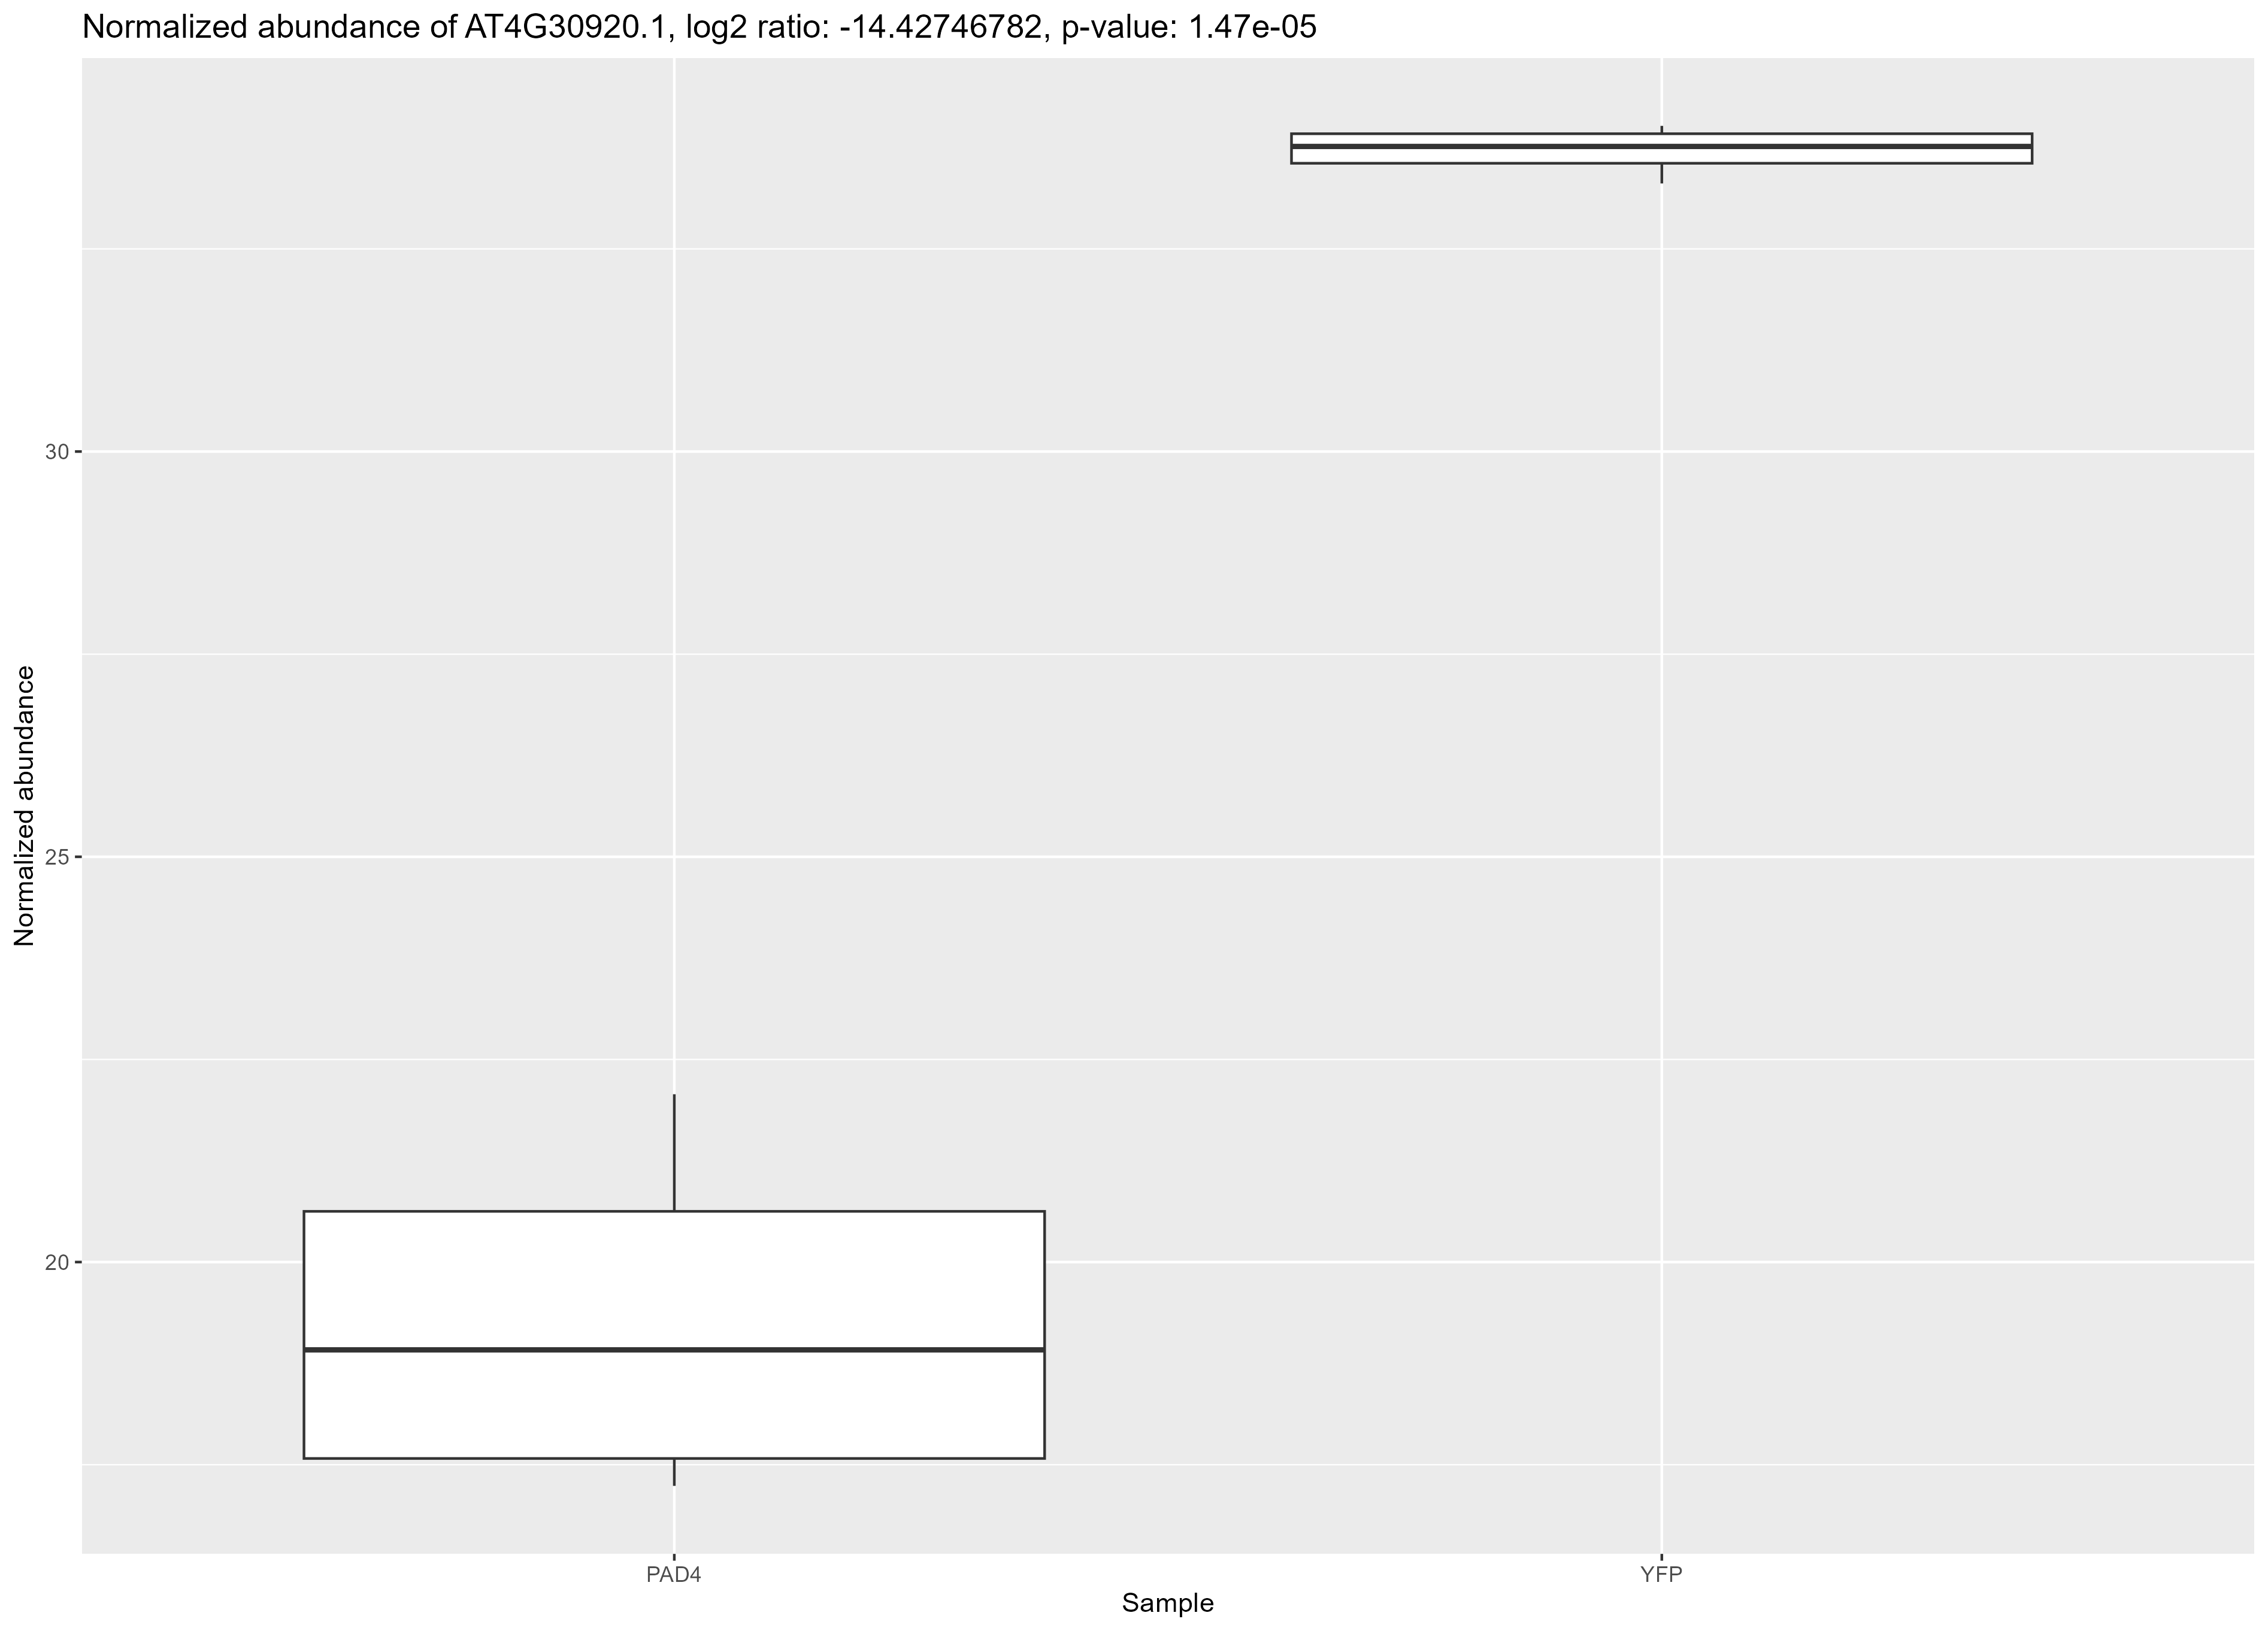 Normalized abundance of AT4G30920.1, log2 ratio: -14.42746782, p-value: 1.47e-05
Normalized abundance
30
25
20
PAD4
YFP
Sample